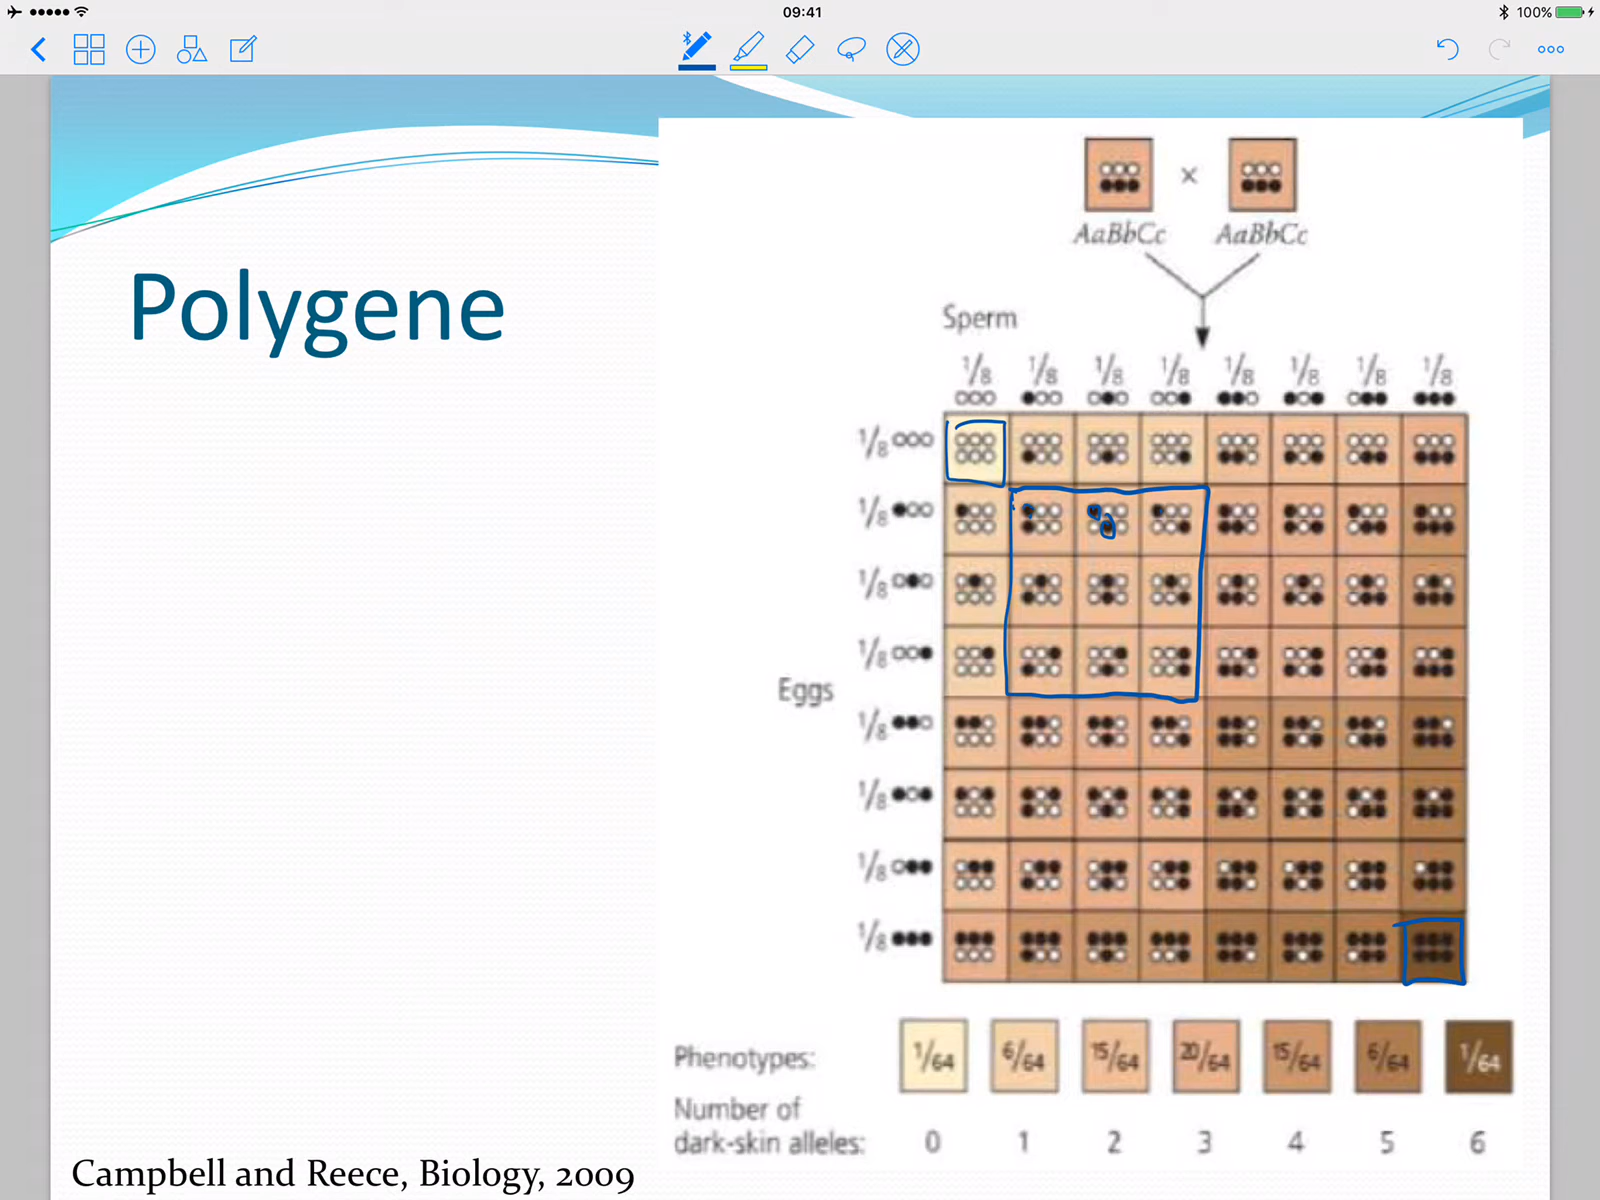 09:41
100%
Polygene
×
AaBbCc AaBbCc
Sperm
1/8 1/8 1/8 1/8 1/8 1/8 1/8 1/8
1/8
1/8
1/8
1/8
Eggs
1/8
1/8
1/8
1/8
Phenotypes: 1/64 6/64 15/64 20/64 15/64 6/64 1/64
Number of
dark-skin alleles: 0 1 2 3 4 5 6
Campbell and Reece, Biology, 2009